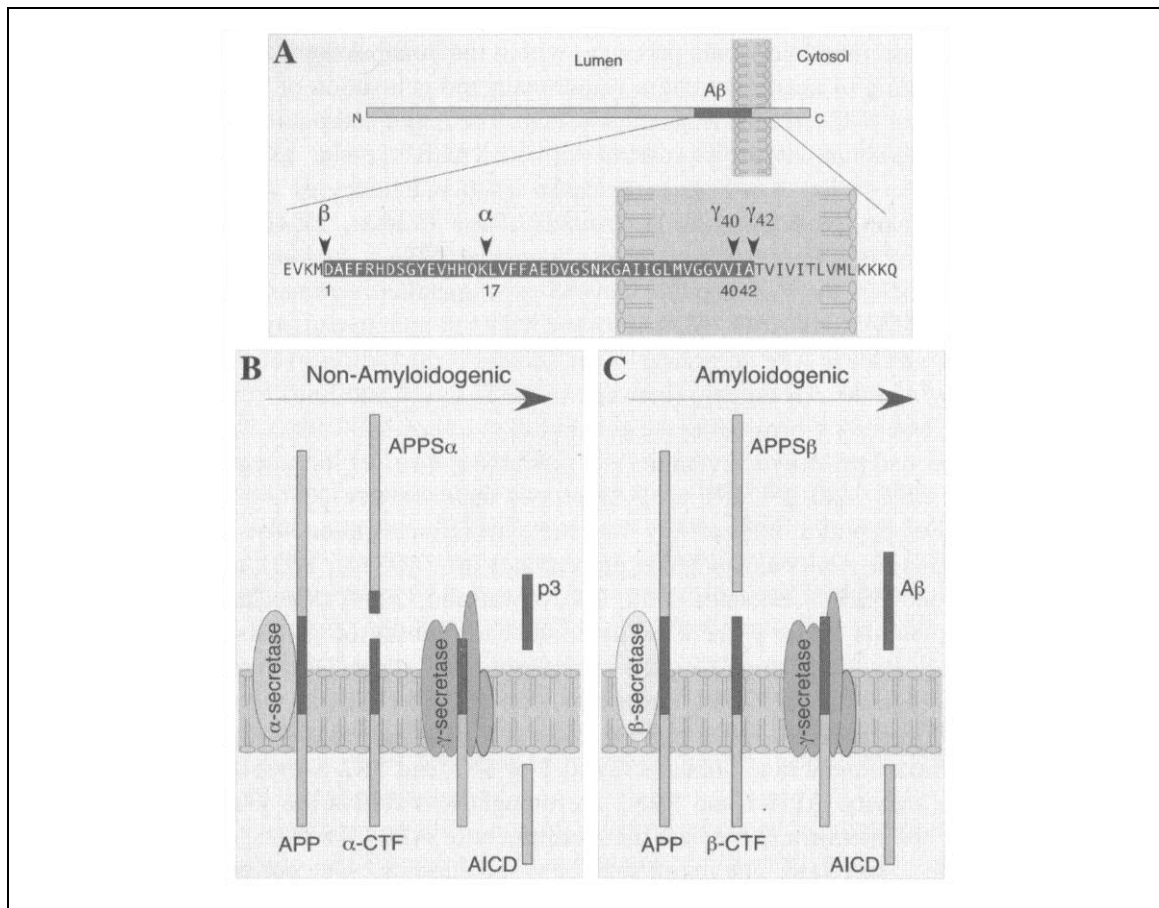 A
Lumen
Cytosol
Aβ
N
C
β
α
γ40
γ42
EVKMDAEFRHDSGYEVHHQKLVFFAEDVGSNKGAIIGLMVGGVVIATVIVITLVMLKKKQ
1
17
40 42
B
Non-Amyloidogenic
APPSα
p3
α-secretase
γ-secretase
APP
α-CTF
AICD
C
Amyloidogenic
APPSβ
Aβ
β-secretase
γ-secretase
APP
β-CTF
AICD